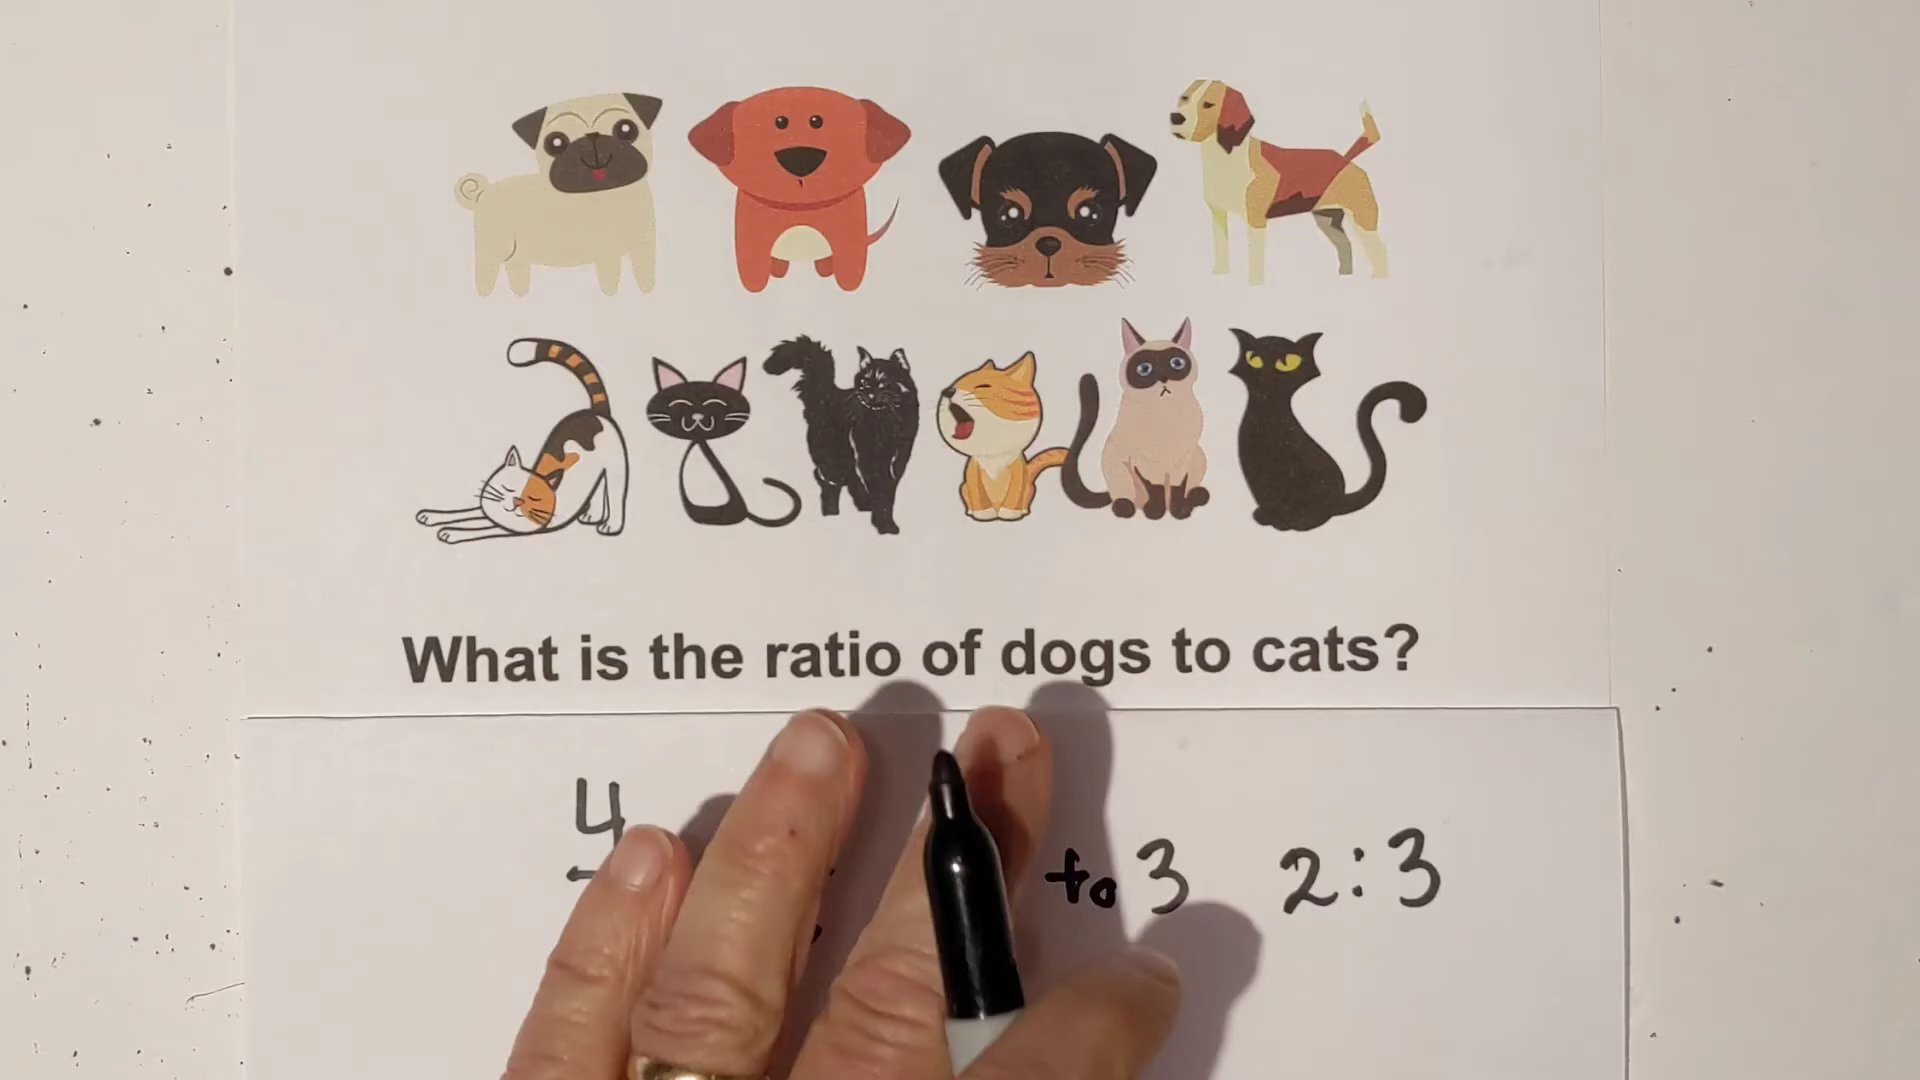 What is the ratio of dogs to cats?
4
to 3 2:3